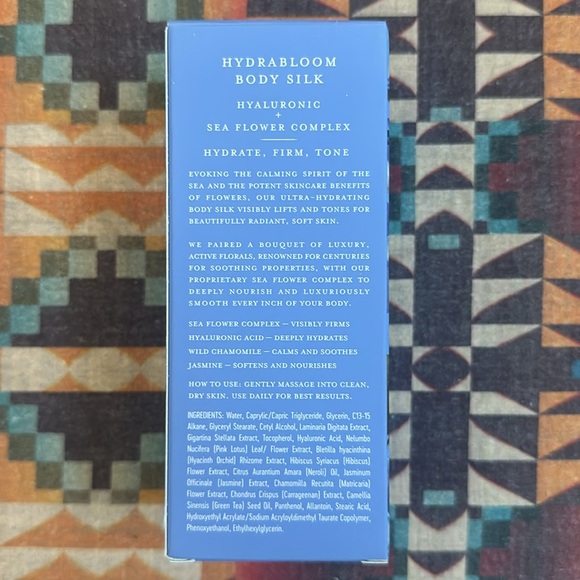 HYDRABLOOM
BODY SILK
HYALURONIC
+
SEA FLOWER COMPLEX
HYDRATE, FIRM, TONE
EVOKING THE CALMING SPIRIT OF THE
SEA AND THE POTENT SKINCARE BENEFITS
OF FLOWERS, OUR ULTRA-HYDRATING
BODY SILK VISIBLY LIFTS AND TONES FOR
BEAUTIFULLY RADIANT, SOFT SKIN.
WE PAIRED A BOUQUET OF LUXURY,
ACTIVE FLORALS, RENOWNED FOR CENTURIES
FOR SOOTHING PROPERTIES, WITH OUR
PROPRIETARY SEA FLOWER COMPLEX TO
DEEPLY NOURISH AND LUXURIOUSLY
SMOOTH EVERY INCH OF YOUR BODY.
SEA FLOWER COMPLEX — VISIBLY FIRMS
HYALURONIC ACID — DEEPLY HYDRATES
WILD CHAMOMILE — CALMS AND SOOTHES
JASMINE — SOFTENS AND NOURISHES
HOW TO USE: GENTLY MASSAGE INTO CLEAN,
DRY SKIN. USE DAILY FOR BEST RESULTS.
INGREDIENTS: Water, Caprylic/Capric Triglyceride, Glycerin, C13-15
Alkane, Glyceryl Stearate, Cetyl Alcohol, Laminaria Digitata Extract,
Gigartina Stellata Extract, Tocopherol, Hyaluronic Acid, Nelumbo
Nucifera (Pink Lotus) Leaf/ Flower Extract, Bletilla hyacinthina
(Hyacinth Orchid) Rhizome Extract, Hibiscus Syriacus (Hibiscus)
Flower Extract, Citrus Aurantium Amara (Neroli) Oil, Jasminum
Officinale (Jasmine) Extract, Chamomilla Recutita (Matricaria)
Flower Extract, Chondrus Crispus (Carrageenan) Extract, Camellia
Sinensis (Green Tea) Seed Oil, Panthenol, Allantoin, Stearic Acid,
Hydroxyethyl Acrylate/Sodium Acryloyldimethyl Taurate Copolymer,
Phenoxyethanol, Ethylhexylglycerin.